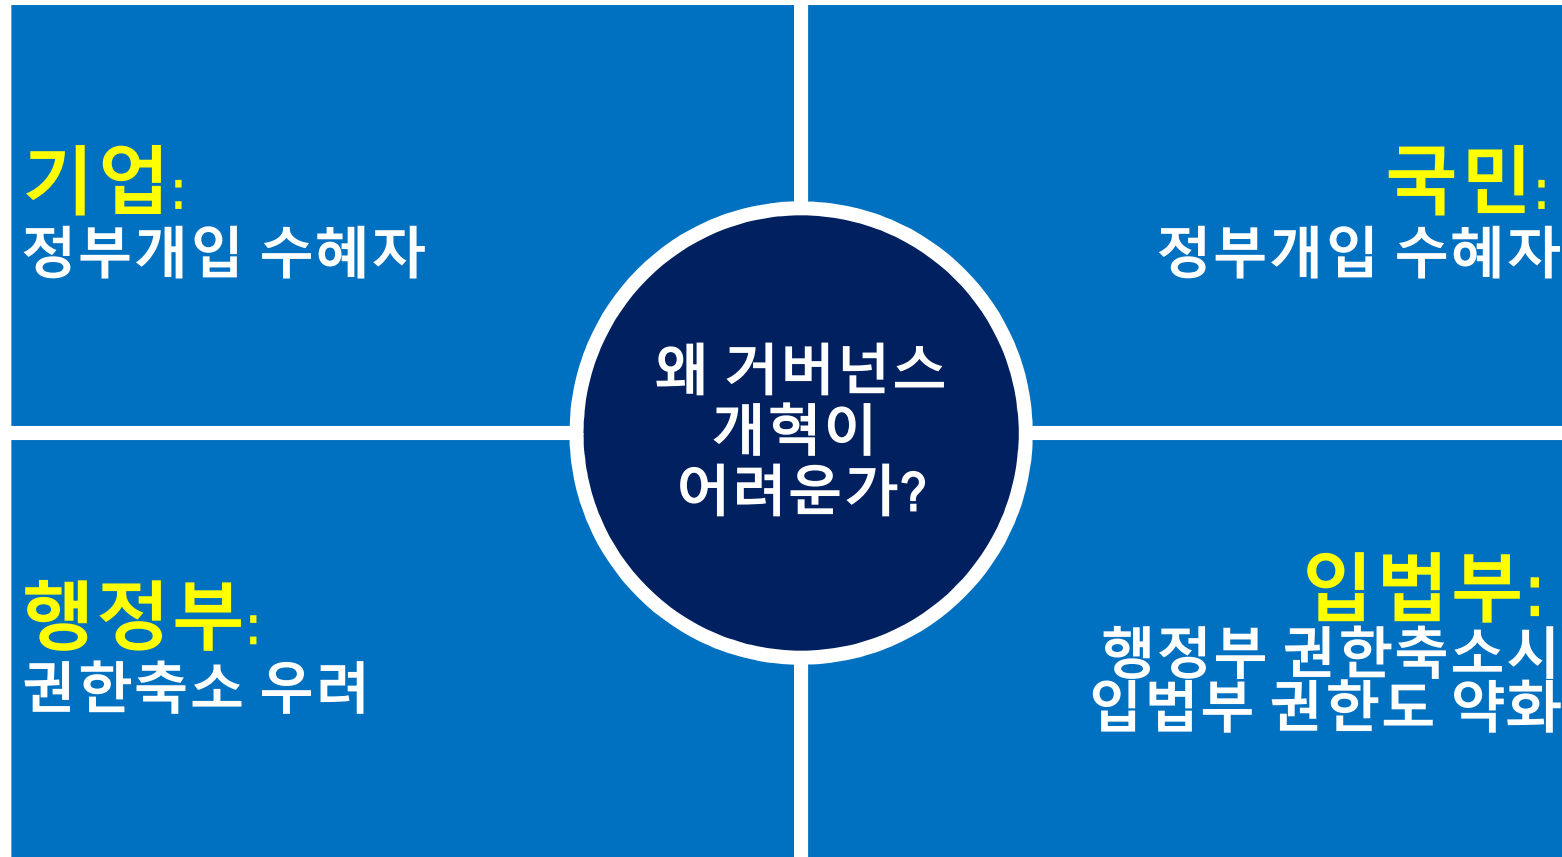 기업:
정부개입 수혜자
국민:
정부개입 수혜자
왜 거버넌스
개혁이
어려운가?
행정부:
권한축소 우려
입법부:
행정부 권한축소시
입법부 권한도 약화